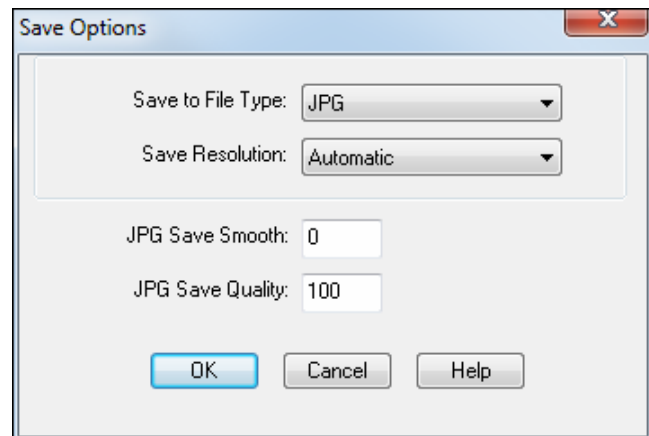 Save Options
Save to File Type: JPG
Save Resolution: Automatic
JPG Save Smooth: 0
JPG Save Quality: 100
OK Cancel Help